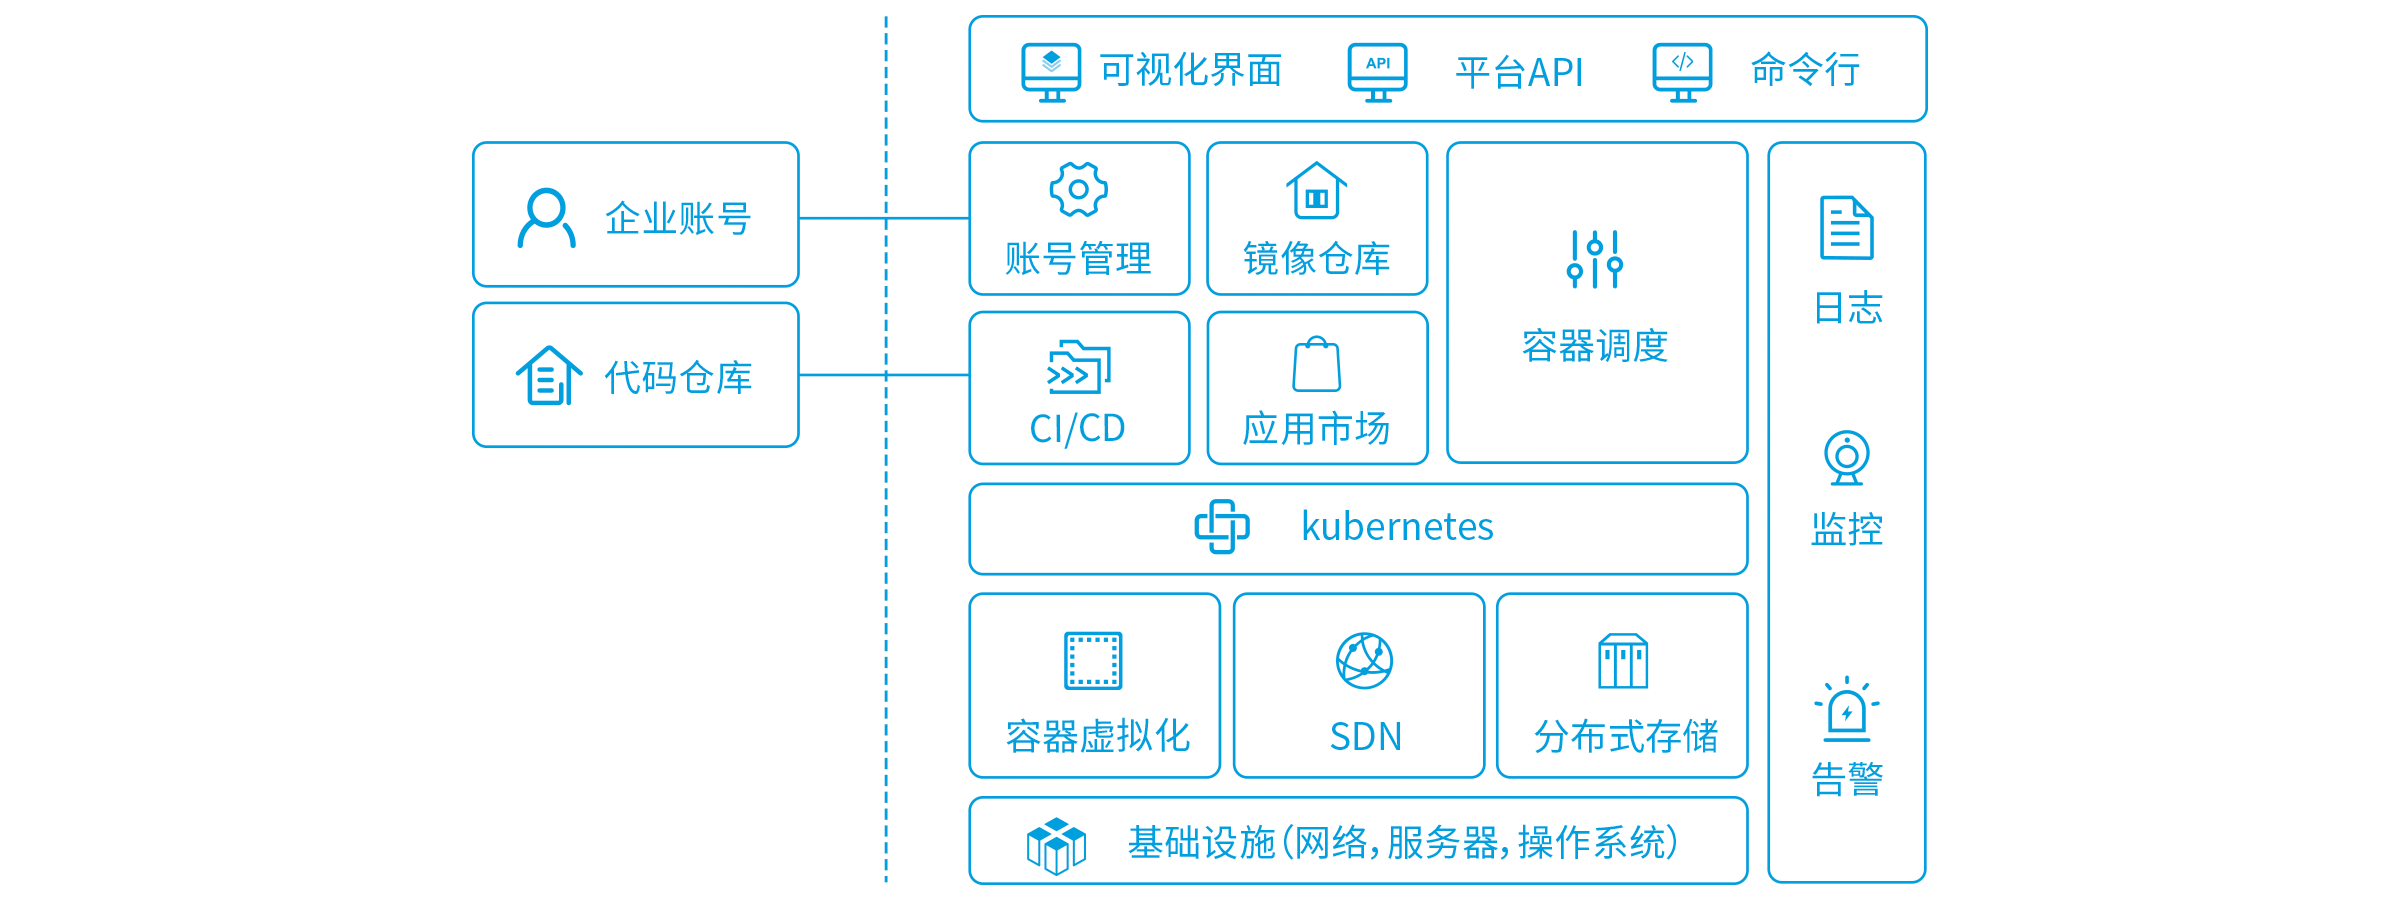 可视化界面
API
平台API
</>
命令行
企业账号
代码仓库
账号管理
镜像仓库
容器调度
CI/CD
应用市场
kubernetes
容器虚拟化
SDN
分布式存储
基础设施(网络，服务器，操作系统)
日志
监控
告警